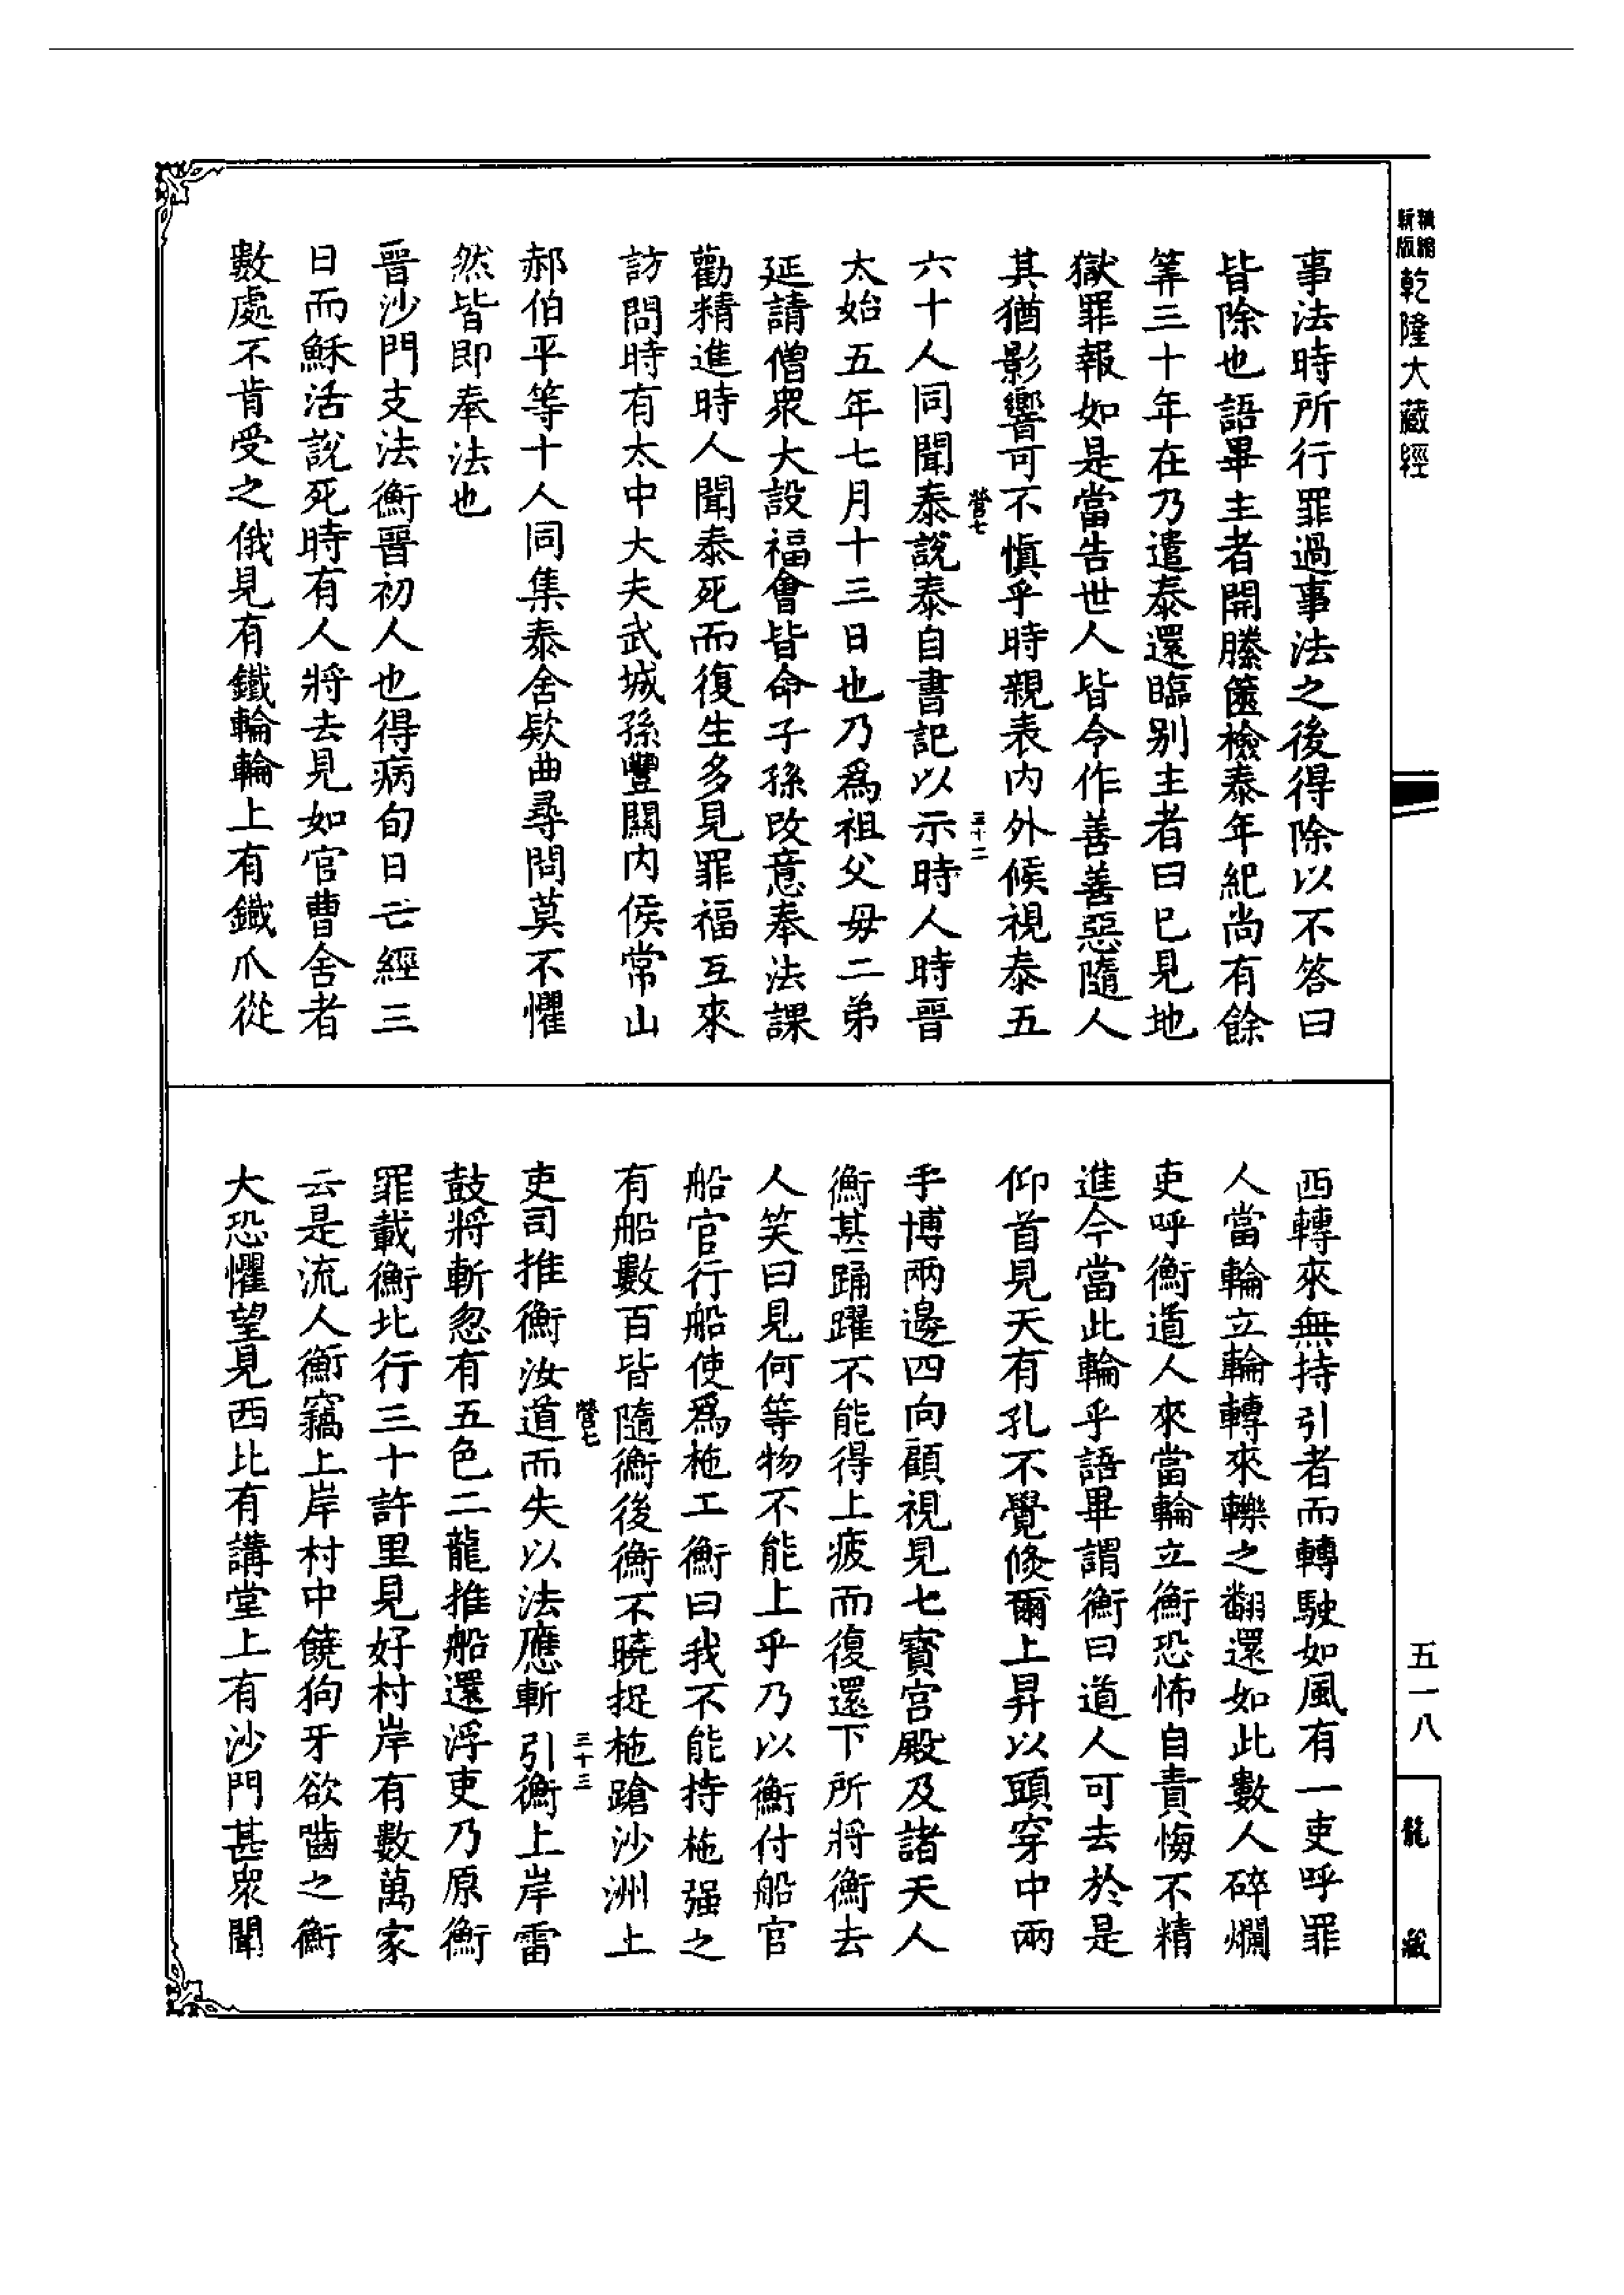 精縮新版乾隆大藏經
事法時所行罪過事法之後得除以不答曰
皆除也語畢主者開縢篋檢泰年紀尚有餘
筭三十年在乃遣泰還臨别主者曰已見地
獄罪報如是當告世人皆令作善善惡隨人
其猶影響可不愼乎時親表内外候視泰五
營七 三十二
六十人同聞泰説泰自書記以示時人時晉
太始五年七月十三日也乃爲祖父毋二弟
延請僧衆大設福會皆命子孫改意奉法課
勸精進時人聞泰死而復生多見罪福互來
訪問時有太中大夫武城孫豐關内侯常山
郝伯平等十人同集泰舍欵曲尋問莫不懼
然皆即奉法也
晉沙門支法衡晉初人也得病旬日亡經三
日而穌活說死時有人將去見如官曹舍者
數處不肯受之俄見有鐵輪輪上有鐵爪從
西轉來無持引者而轉駛如風有一吏呼罪
人當輪立輪轉來轢之翻還如此數人碎爛
吏呼衡道人來當輪立衡恐怖自責悔不精
進今當此輪乎語畢謂衡曰道人可去於是
仰首見天有孔不覺倐爾上昇以頭穿中兩
手博兩邊四向顧視見七寶宫殿及諸天人
衡甚踊躍不能得上疲而復還下所將衡去
人笑曰見何等物不能上乎乃以衡付船官
船官行船使爲柂工衡曰我不能持柂强之
有船數百皆隨衡後衡不曉捉柂蹌沙洲上
營七 三十三
吏司推衡汝道而失以法應斬引衡上岸雷
鼓將斬忽有五色二龍推船還浮吏乃原衡
罪載衡北行三十許里見好村岸有數萬家
云是流人衡竊上岸村中饒狗牙欲嚙之衡
大恐懼望見西北有講堂上有沙門甚衆聞
五一八
龍藏